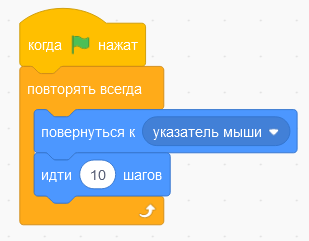 когда нажат
повторять всегда
повернуться к указатель мыши
идти 10 шагов